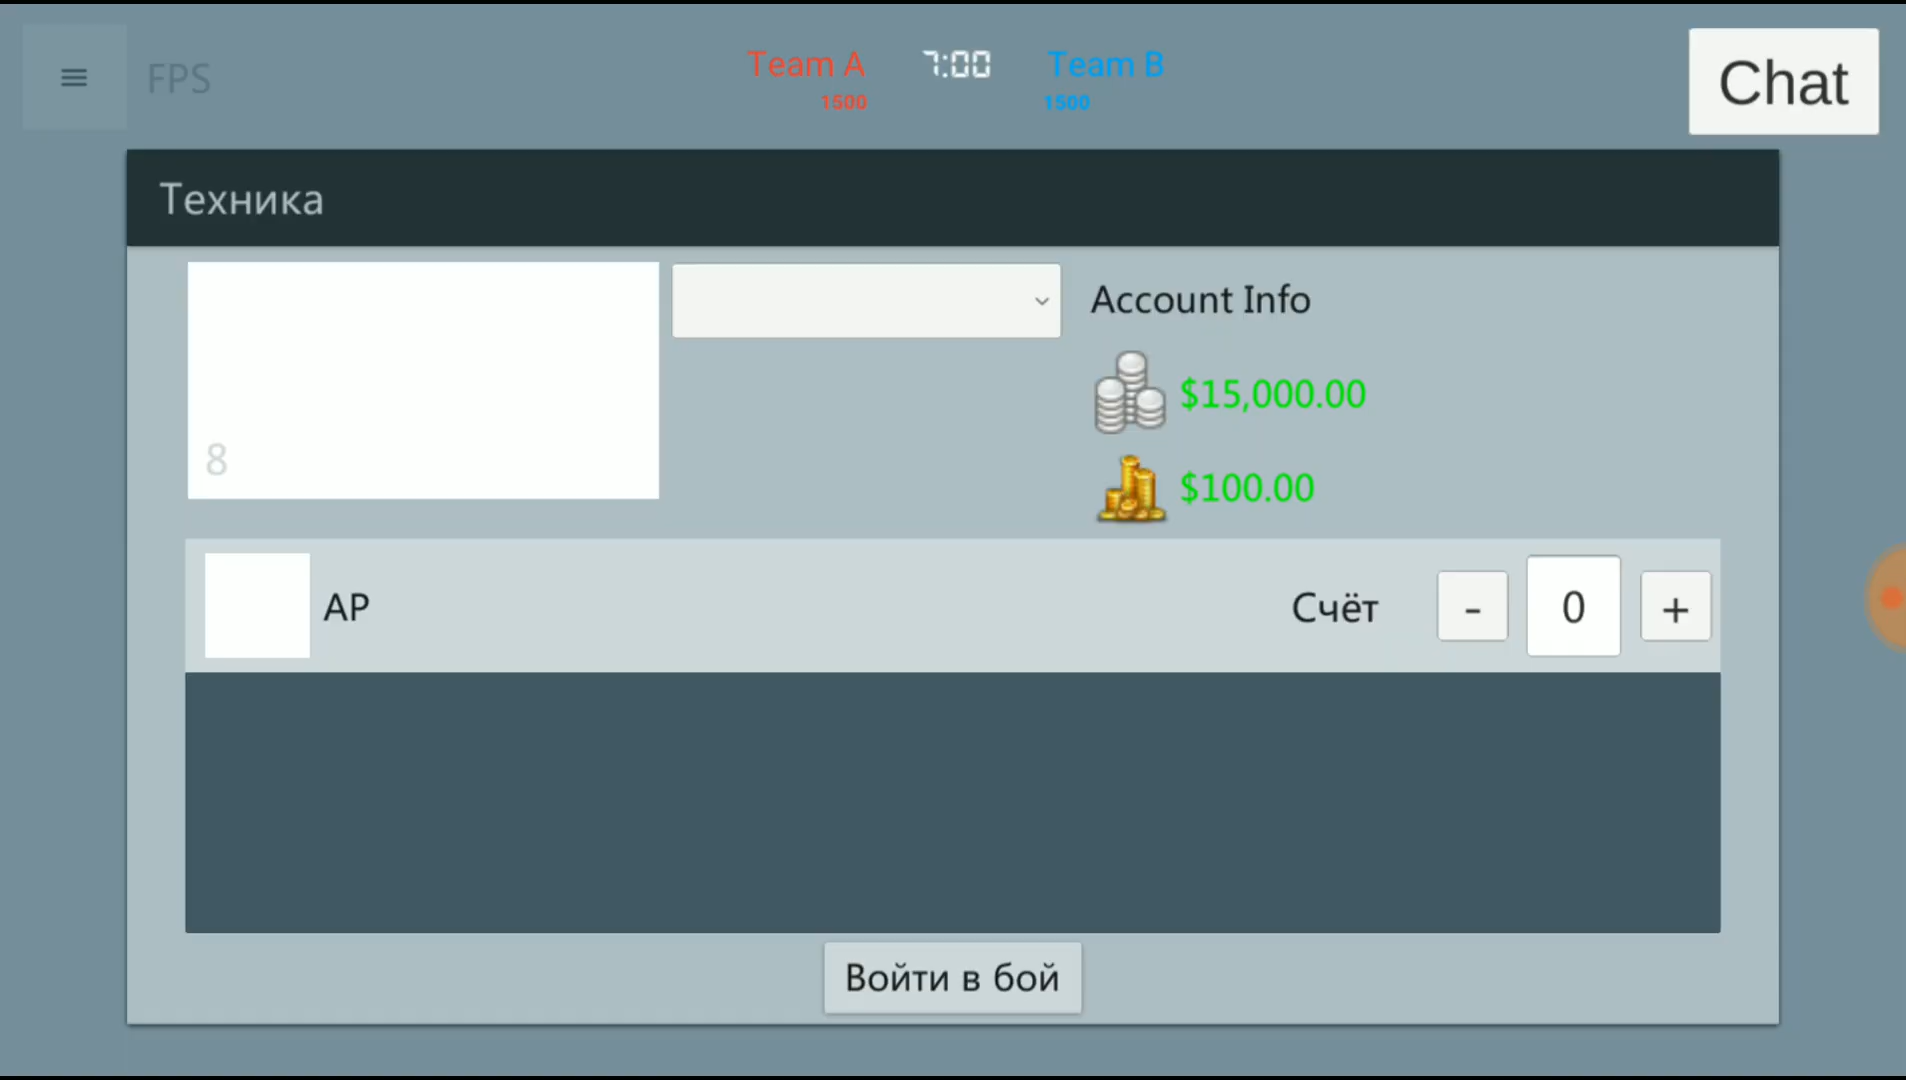 FPS
Team A 7:00 Team B
1500 1500
Chat
Техника
Account Info
$15,000.00
8
$100.00
AP Счёт - 0 +
Войти в бой